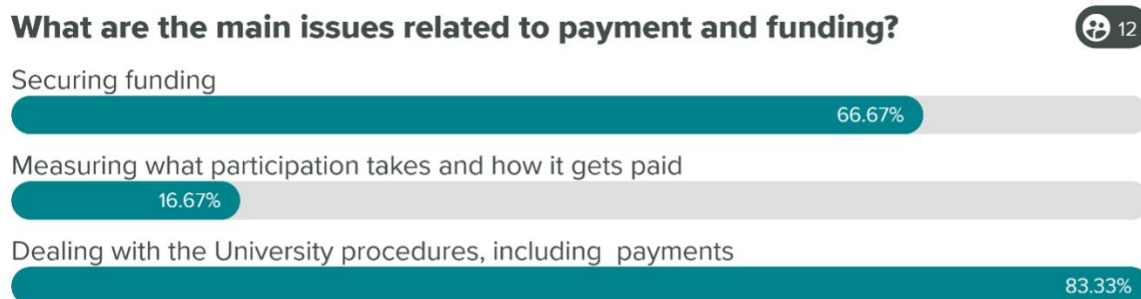 What are the main issues related to payment and funding?
12
Securing funding
66.67%
Measuring what participation takes and how it gets paid
16.67%
Dealing with the University procedures, including  payments
83.33%